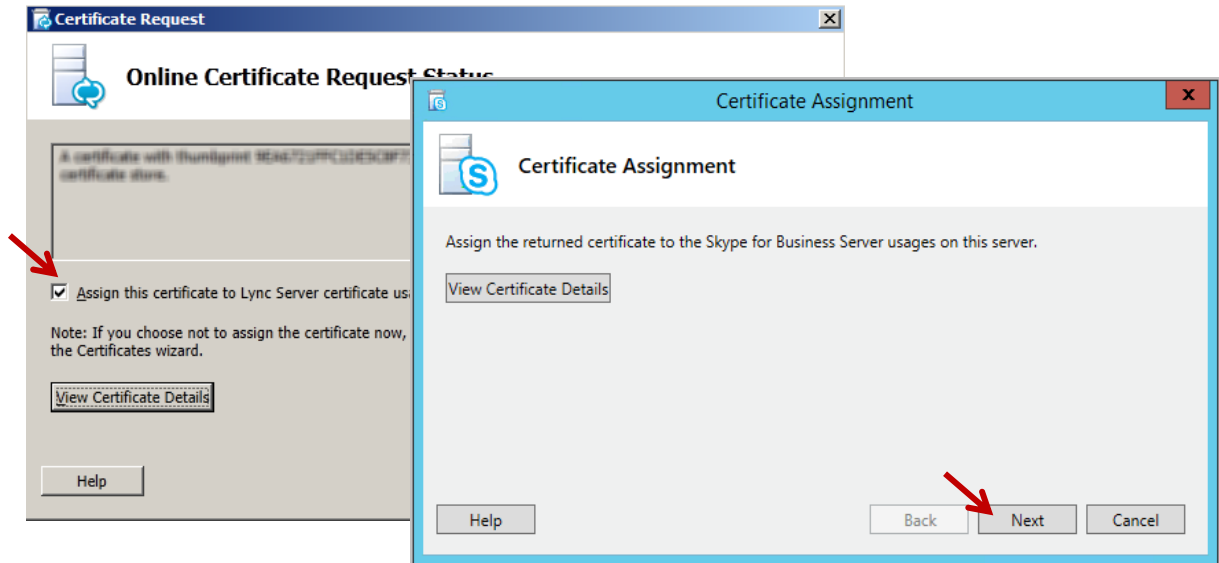 Certificate Request
Online Certificate Request Status
certificate store.
Assign this certificate to Lync Server certificate
Note: If you choose not to assign the certificate now,
the Certificates wizard.
View Certificate Details
Help
Certificate Assignment
Certificate Assignment
Assign the returned certificate to the Skype for Business Server usages on this server.
View Certificate Details
Help
Back
Next
Cancel